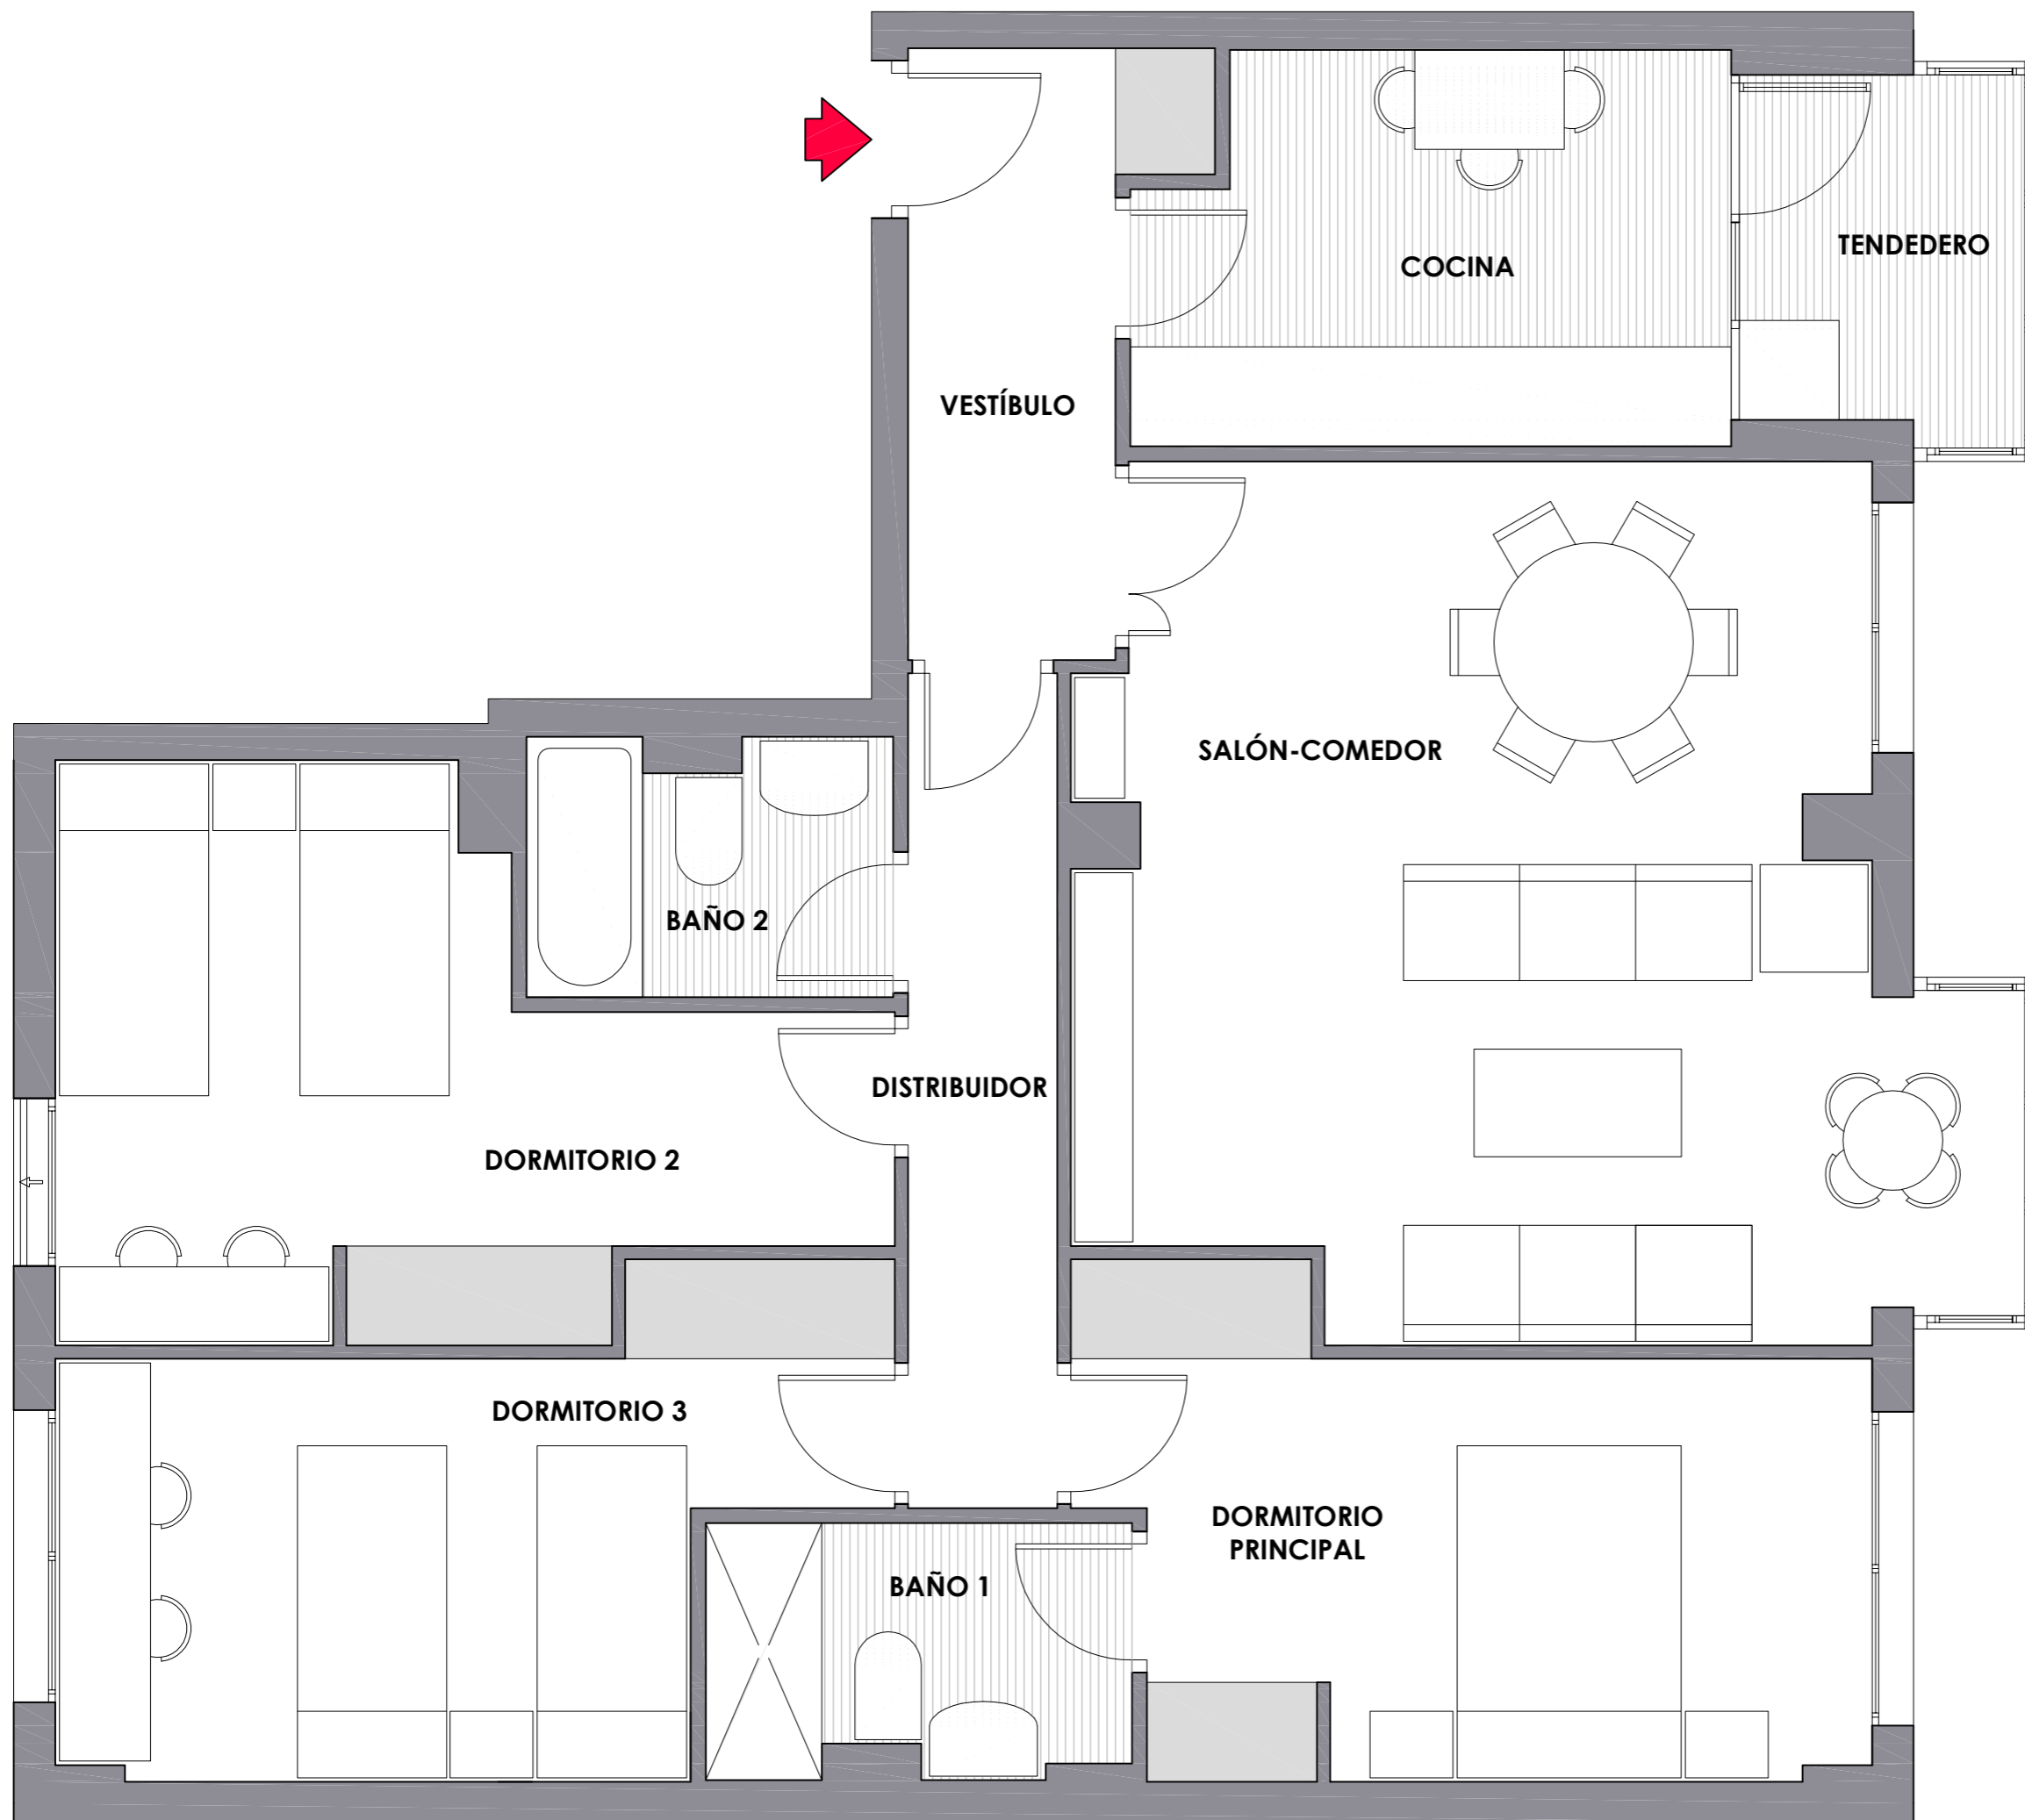 TENDEDERO
COCINA
VESTÍBULO
SALÓN-COMEDOR
BAÑO 2
DISTRIBUIDOR
DORMITORIO 2
DORMITORIO 3
DORMITORIO
PRINCIPAL
BAÑO 1